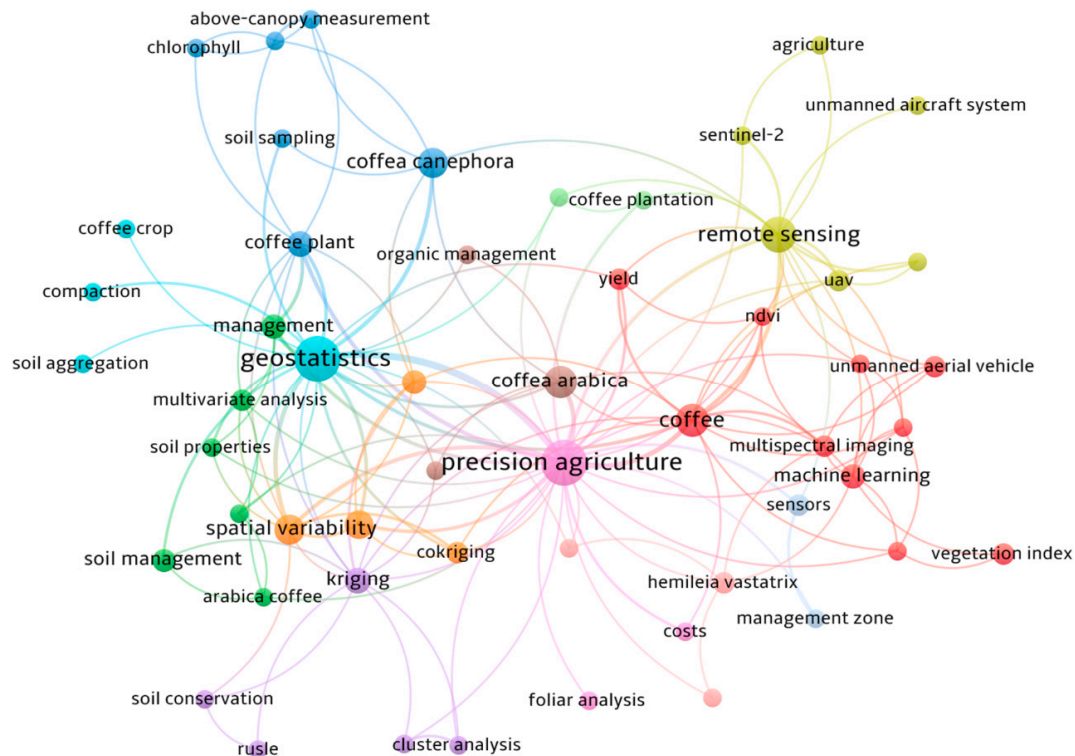 above-canopy measurement
chlorophyll
agriculture
unmanned aircraft system
soil sampling
sentinel-2
coffea canephora
coffee plantation
coffee crop
coffee plant
remote sensing
organic management
yield
uav
compaction
management
ndvi
geostatistics
soil aggregation
unmanned aerial vehicle
coffea arabica
multivariate analysis
coffee
soil properties
multispectral imaging
precision agriculture
machine learning
sensors
spatial variability
cokriging
soil management
vegetation index
kriging
hemileia vastatrix
arabica coffee
management zone
costs
soil conservation
foliar analysis
rusle
cluster analysis